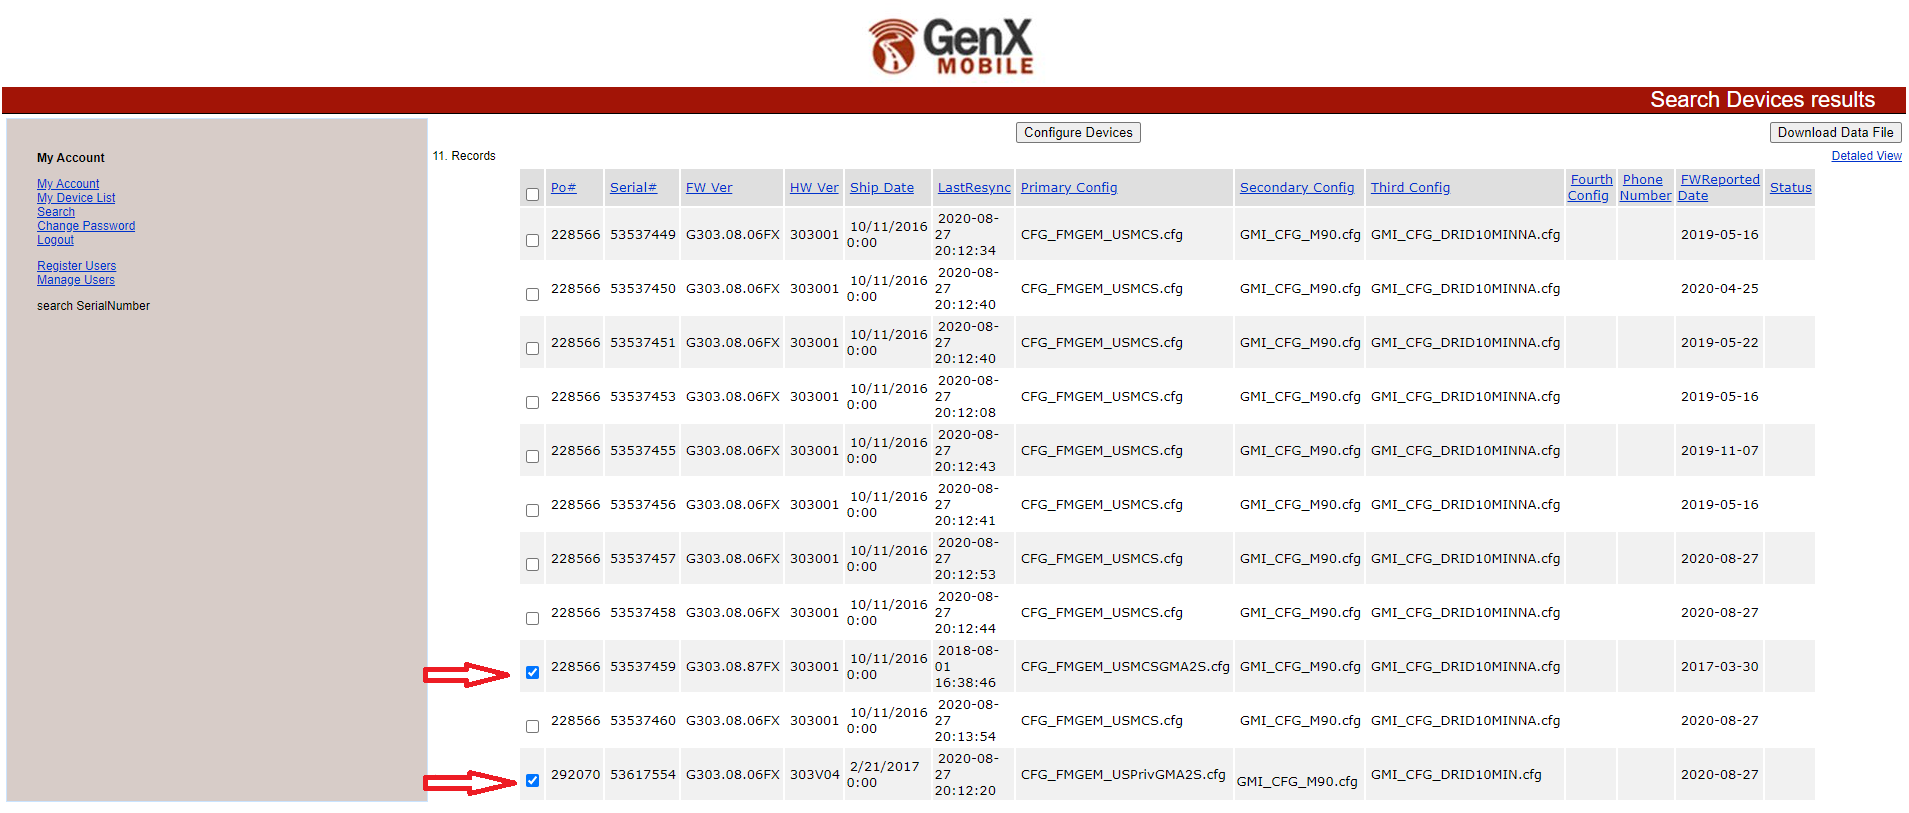 GenX
MOBILE
Search Devices results
Configure Devices
Download Data File
11. Records
Detaled View
My Account
My Account
My Device List
Search
Change Password
Logout
Register Users
Manage Users
search SerialNumber
Po# Serial# FW Ver HW Ver Ship Date LastResync Primary Config Secondary Config Third Config Fourth Config Phone Number FWReported Date Status
228566 53537449 G303.08.06FX 303001 10/11/2016 0:00 2020-08-27 20:12:34 CFG_FMGEM_USMCS.cfg GMI_CFG_M90.cfg GMI_CFG_DRID10MINNA.cfg 2019-05-16
228566 53537450 G303.08.06FX 303001 10/11/2016 0:00 2020-08-27 20:12:40 CFG_FMGEM_USMCS.cfg GMI_CFG_M90.cfg GMI_CFG_DRID10MINNA.cfg 2020-04-25
228566 53537451 G303.08.06FX 303001 10/11/2016 0:00 2020-08-27 20:12:40 CFG_FMGEM_USMCS.cfg GMI_CFG_M90.cfg GMI_CFG_DRID10MINNA.cfg 2019-05-22
228566 53537453 G303.08.06FX 303001 10/11/2016 0:00 2020-08-27 20:12:08 CFG_FMGEM_USMCS.cfg GMI_CFG_M90.cfg GMI_CFG_DRID10MINNA.cfg 2019-05-16
228566 53537455 G303.08.06FX 303001 10/11/2016 0:00 2020-08-27 20:12:43 CFG_FMGEM_USMCS.cfg GMI_CFG_M90.cfg GMI_CFG_DRID10MINNA.cfg 2019-11-07
228566 53537456 G303.08.06FX 303001 10/11/2016 0:00 2020-08-27 20:12:41 CFG_FMGEM_USMCS.cfg GMI_CFG_M90.cfg GMI_CFG_DRID10MINNA.cfg 2019-05-16
228566 53537457 G303.08.06FX 303001 10/11/2016 0:00 2020-08-27 20:12:53 CFG_FMGEM_USMCS.cfg GMI_CFG_M90.cfg GMI_CFG_DRID10MINNA.cfg 2020-08-27
228566 53537458 G303.08.06FX 303001 10/11/2016 0:00 2020-08-27 20:12:44 CFG_FMGEM_USMCS.cfg GMI_CFG_M90.cfg GMI_CFG_DRID10MINNA.cfg 2020-08-27
228566 53537459 G303.08.87FX 303001 10/11/2016 0:00 2018-08-01 16:38:46 CFG_FMGEM_USMCSGMA2S.cfg GMI_CFG_M90.cfg GMI_CFG_DRID10MINNA.cfg 2017-03-30
228566 53537460 G303.08.06FX 303001 10/11/2016 0:00 2020-08-27 20:13:54 CFG_FMGEM_USMCS.cfg GMI_CFG_M90.cfg GMI_CFG_DRID10MINNA.cfg 2020-08-27
292070 53617554 G303.08.06FX 303V04 2/21/2017 0:00 2020-08-27 20:12:20 CFG_FMGEM_USPrivGMA2S.cfg GMI_CFG_M90.cfg GMI_CFG_DRID10MIN.cfg 2020-08-27